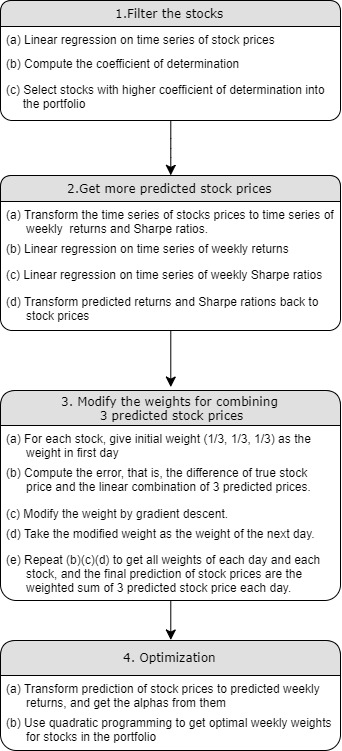 1.Filter the stocks
(a) Linear regression on time series of stock prices
(b) Compute the coefficient of determination
(c) Select stocks with higher coefficient of determination into
the portfolio
2.Get more predicted stock prices
(a) Transform the time series of stocks prices to time series of
weekly returns and Sharpe ratios.
(b) Linear regression on time series of weekly returns
(c) Linear regression on time series of weekly Sharpe ratios
(d) Transform predicted returns and Sharpe rations back to
stock prices
3. Modify the weights for combining
3 predicted stock prices
(a) For each stock, give initial weight (1/3, 1/3, 1/3) as the
weight in first day
(b) Compute the error, that is, the difference of true stock
price and the linear combination of 3 predicted prices.
(c) Modify the weight by gradient descent.
(d) Take the modified weight as the weight of the next day.
(e) Repeat (b)(c)(d) to get all weights of each day and each
stock, and the final prediction of stock prices are the
weighted sum of 3 predicted stock price each day.
4. Optimization
(a) Transform prediction of stock prices to predicted weekly
returns, and get the alphas from them
(b) Use quadratic programming to get optimal weekly weights
for stocks in the portfolio